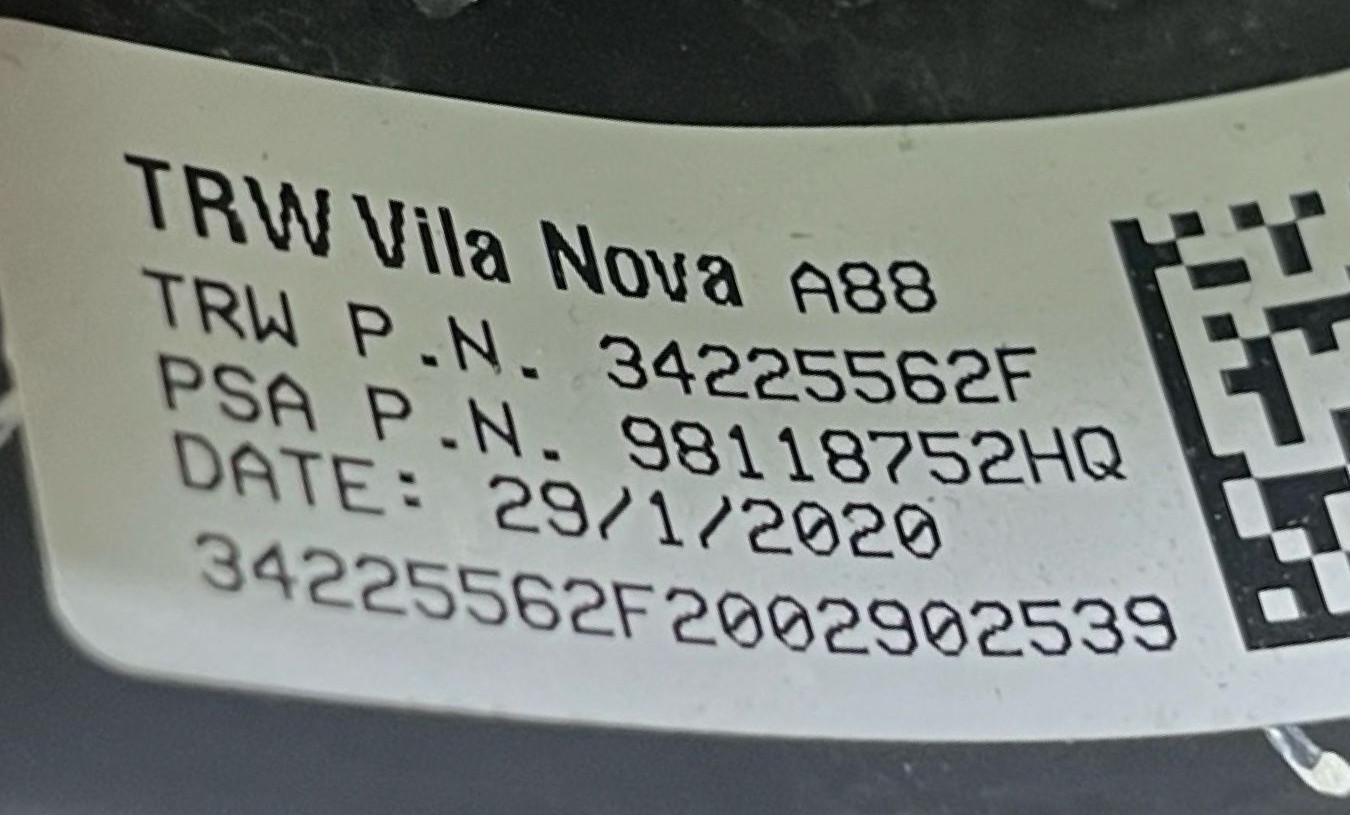 TRW Vila Nova A88
TRW P.N. 34225562F
PSA P.N. 98118752HQ
DATE: 29/1/2020
34225562F2002902539